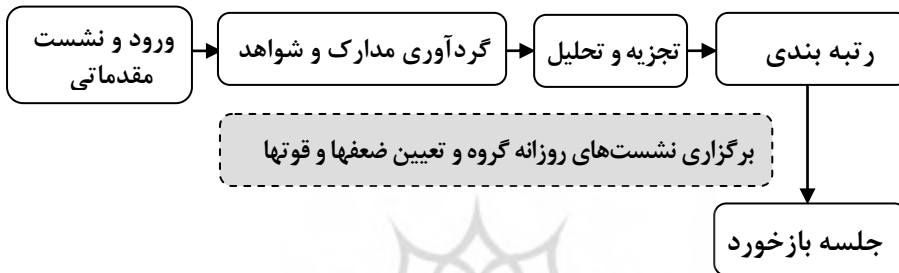 ورود و نشست
مقدماتی
گردآوری مدارک و شواهد
تجزیه و تحلیل
رتبه بندی
برگزاری نشست‌های روزانه گروه و تعیین ضعفها و قوتها
جلسه بازخورد